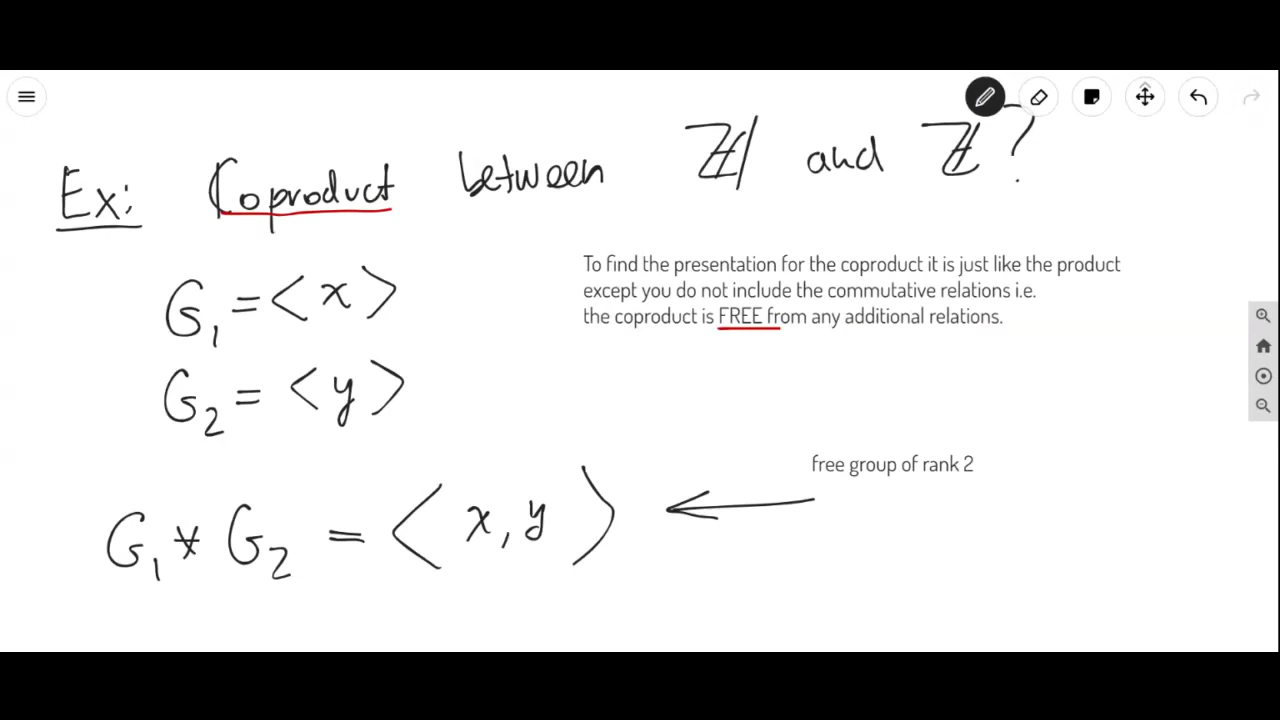 Ex: Coproduct between ℤ and ℤ?
G₁ = <x>
To find the presentation for the coproduct it is just like the product
except you do not include the commutative relations i.e.
the coproduct is FREE from any additional relations.
G₂ = <y>
free group of rank 2
G₁ * G₂ = <x, y>